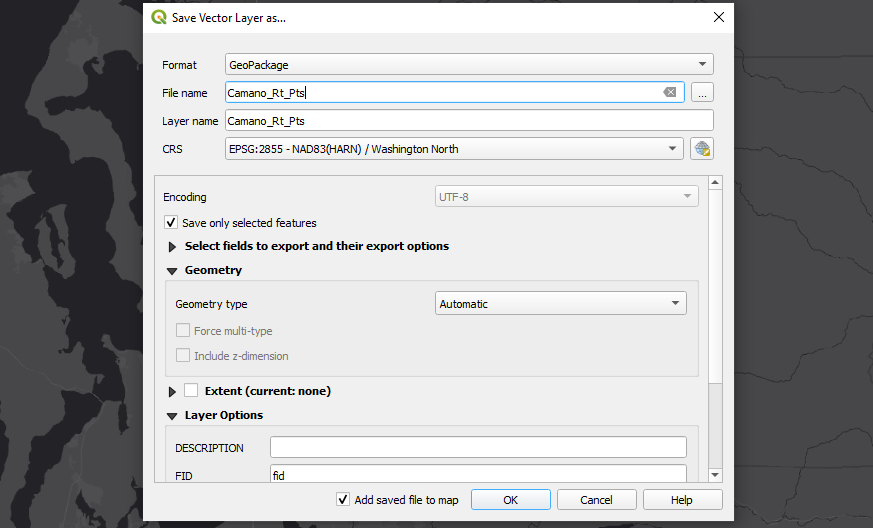 Save Vector Layer as...
Format GeoPackage
File name Camano_Rt_Pts ...
Layer name Camano_Rt_Pts
CRS EPSG:2855 - NAD83(HARN) / Washington North
Encoding UTF-8
Save only selected features
Select fields to export and their export options
Geometry
Geometry type Automatic
Force multi-type
Include z-dimension
Extent (current: none)
Layer Options
DESCRIPTION
FID fid
Add saved file to map OK Cancel Help